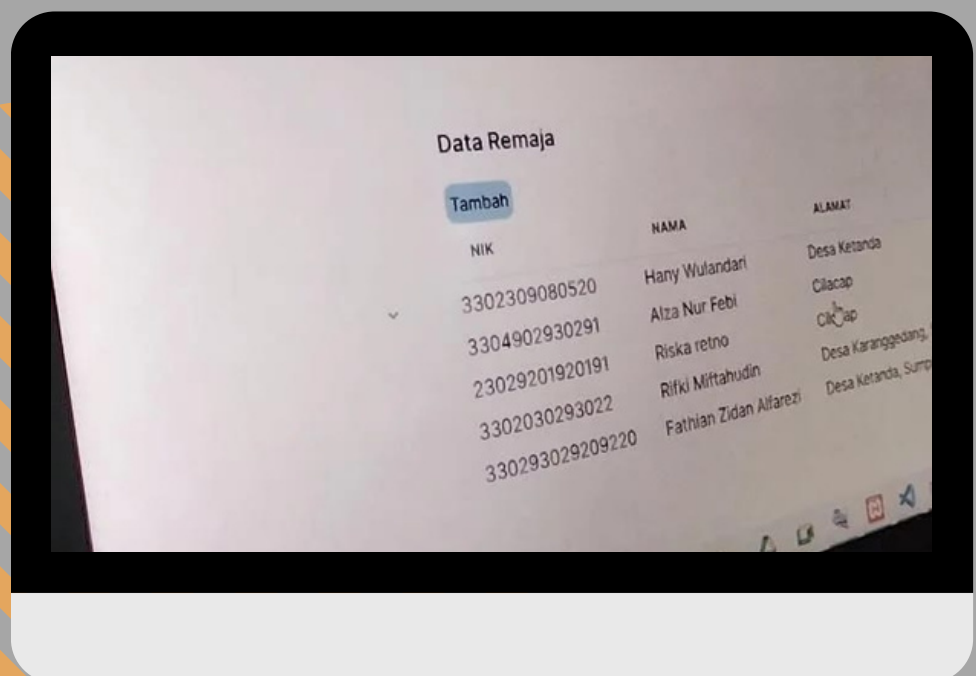 Data Remaja
Tambah
NIK NAMA ALAMAT
3302309080520 Hany Wulandari Desa Ketanda
3304902930291 Alza Nur Febi Cilacap
23029201920191 Riska retno
3302030293022 Rifki Miftahudin Desa Karanggedang,
330293029209220 Fathian Zidan Alfarezi Desa Ketanda,